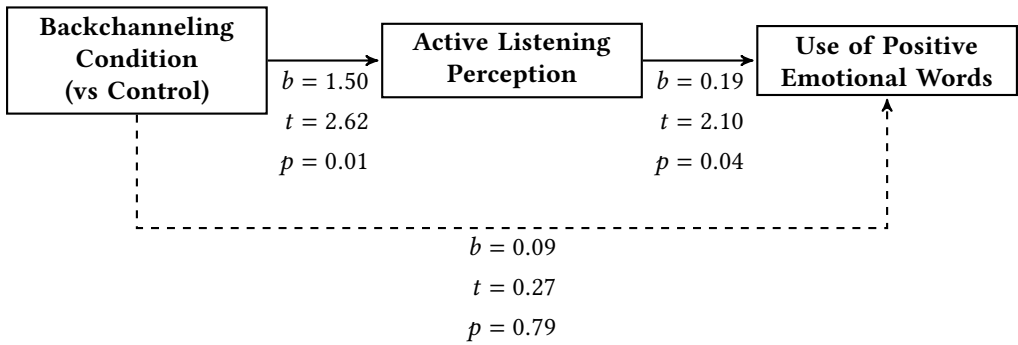 Backchanneling
Condition
(vs Control)
Active Listening
Perception
Use of Positive
Emotional Words
b = 1.50
t = 2.62
p = 0.01
b = 0.19
t = 2.10
p = 0.04
b = 0.09
t = 0.27
p = 0.79